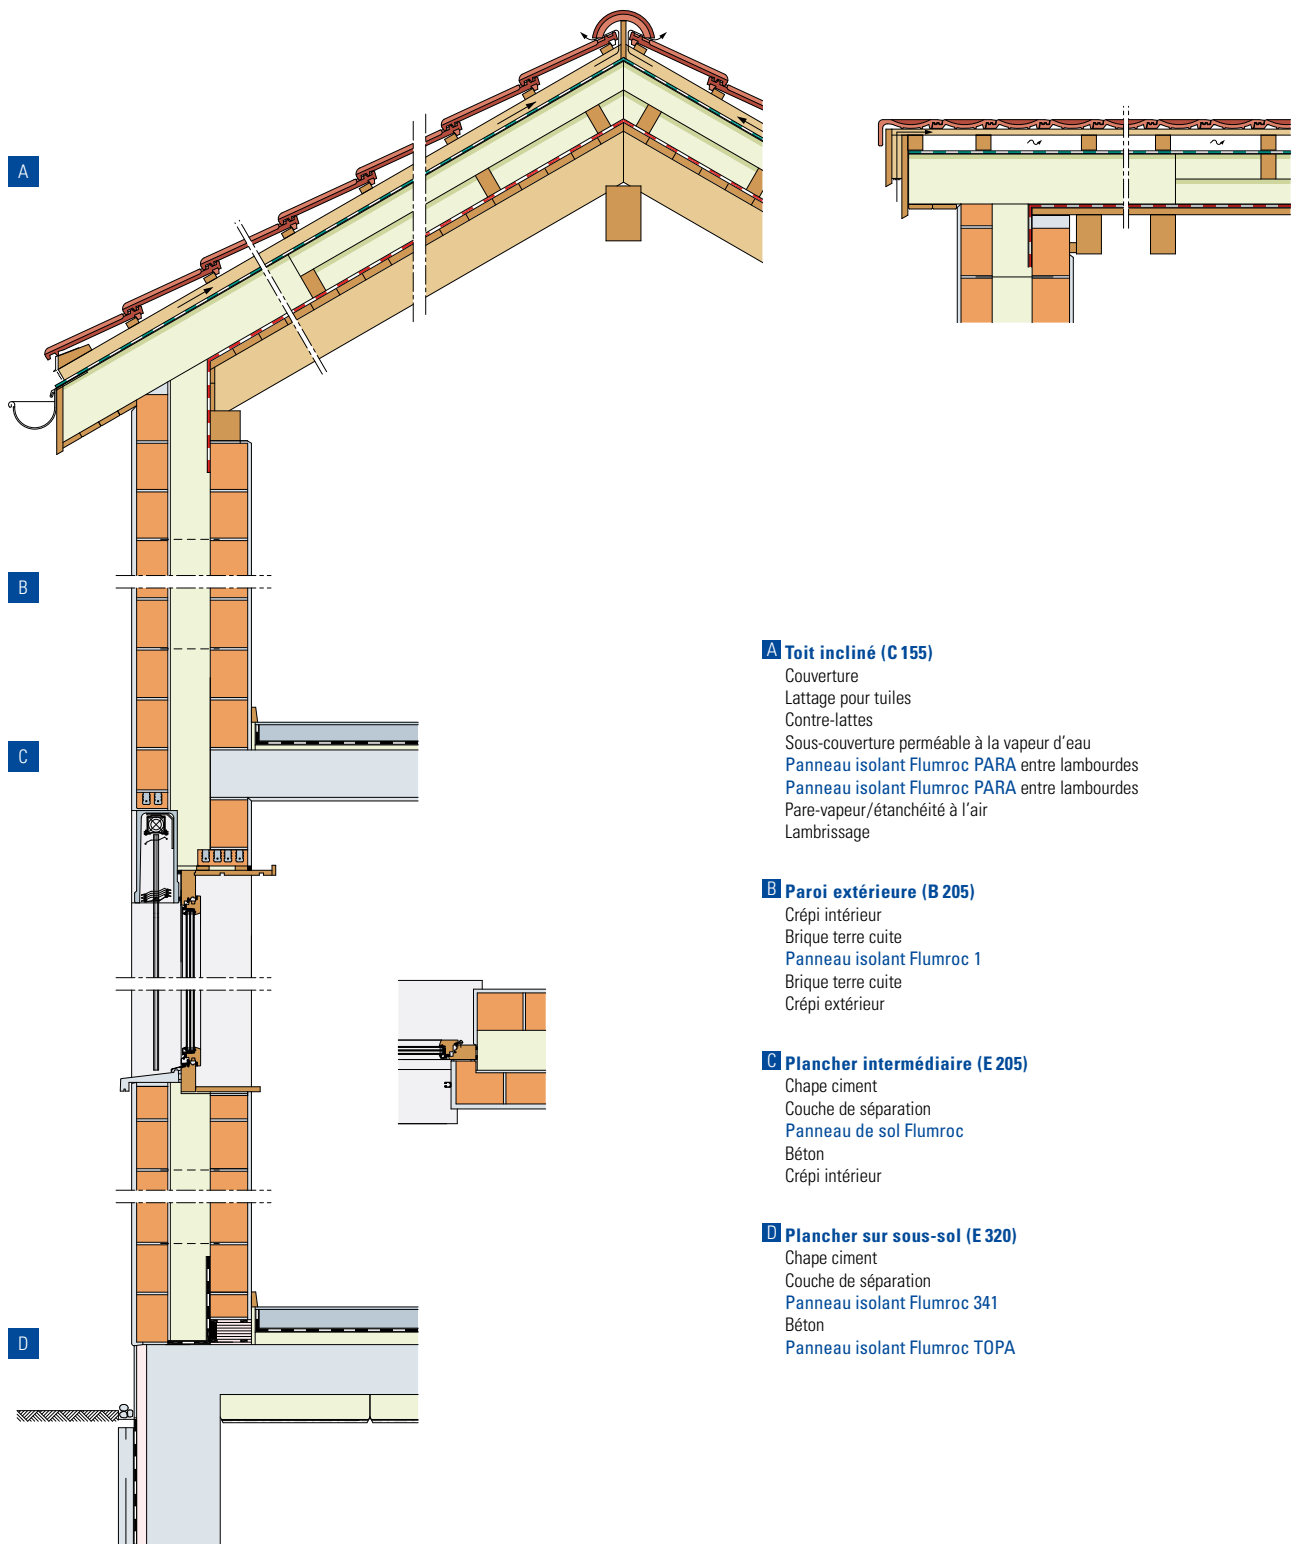 A
B
C
D
A Toit incliné (C 155)
Couverture
Lattage pour tuiles
Contre-lattes
Sous-couverture perméable à la vapeur d’eau
Panneau isolant Flumroc PARA entre lambourdes
Panneau isolant Flumroc PARA entre lambourdes
Pare-vapeur/étanchéité à l’air
Lambrissage
B Paroi extérieure (B 205)
Crépi intérieur
Brique terre cuite
Panneau isolant Flumroc 1
Brique terre cuite
Crépi extérieur
C Plancher intermédiaire (E 205)
Chape ciment
Couche de séparation
Panneau de sol Flumroc
Béton
Crépi intérieur
D Plancher sur sous-sol (E 320)
Chape ciment
Couche de séparation
Panneau isolant Flumroc 341
Béton
Panneau isolant Flumroc TOPA